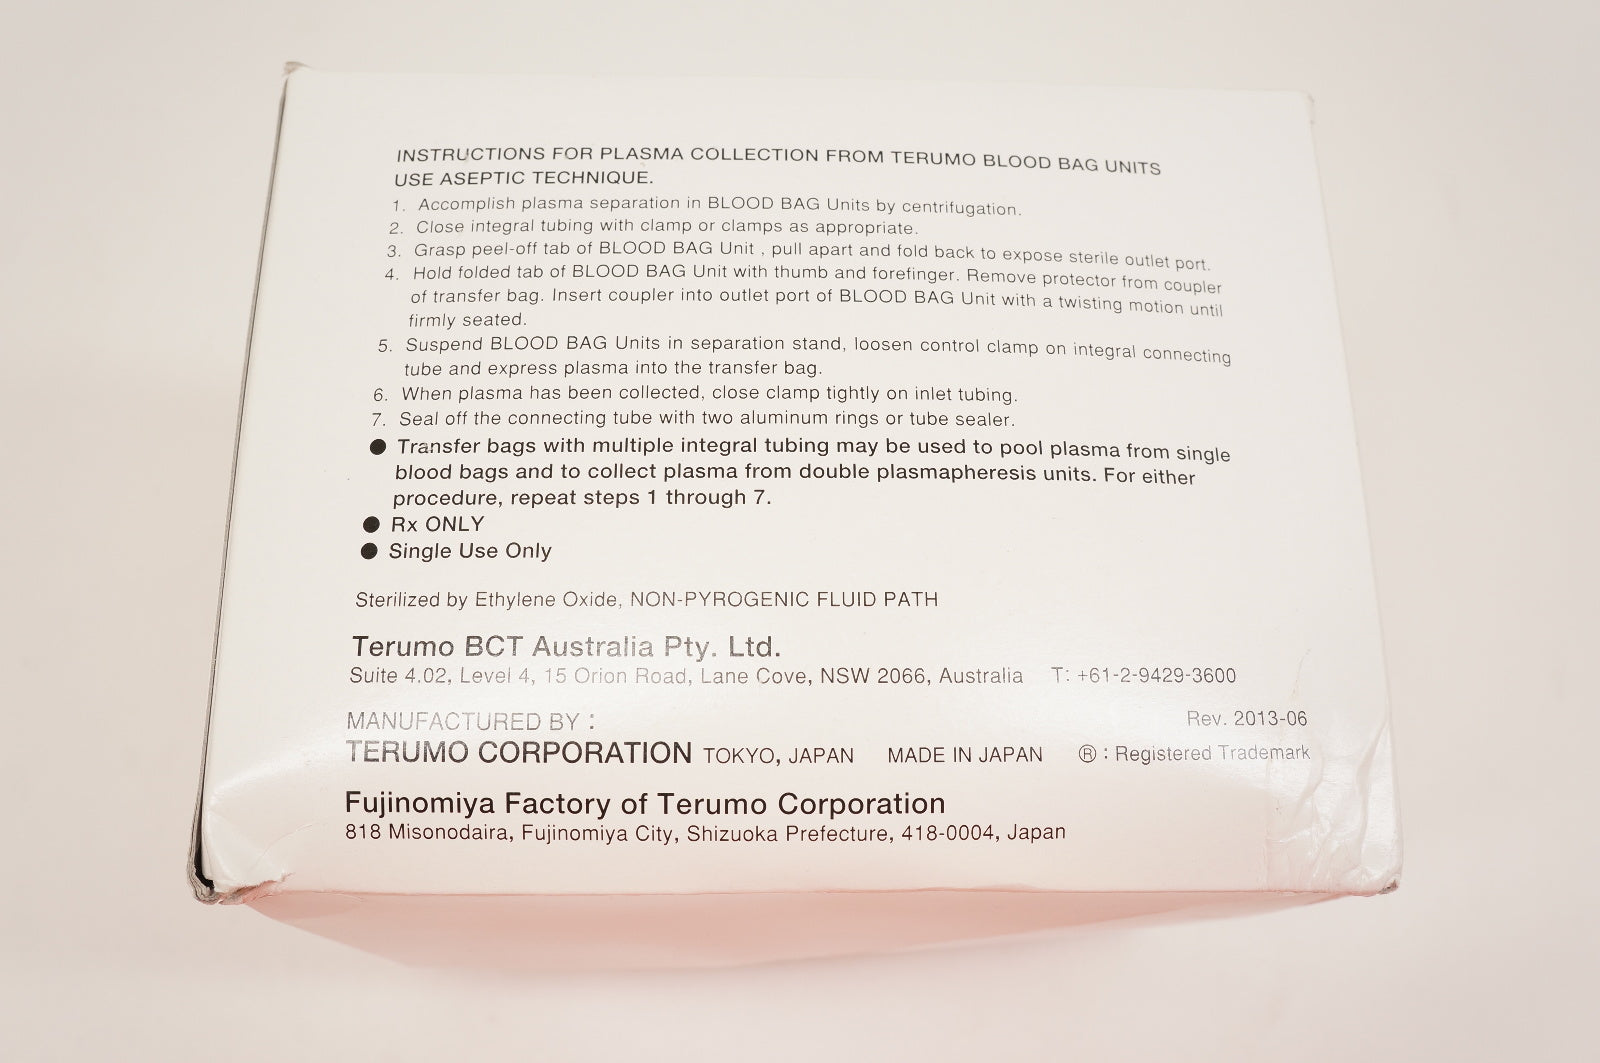 INSTRUCTIONS FOR PLASMA COLLECTION FROM TERUMO BLOOD BAG UNITS
USE ASEPTIC TECHNIQUE.
1. Accomplish plasma separation in BLOOD BAG Units by centrifugation.
2. Close integral tubing with clamp or clamps as appropriate.
3. Grasp peel-off tab of BLOOD BAG Unit , pull apart and fold back to expose sterile outlet port.
4. Hold folded tab of BLOOD BAG Unit with thumb and forefinger. Remove protector from coupler
of transfer bag. Insert coupler into outlet port of BLOOD BAG Unit with a twisting motion until
firmly seated.
5. Suspend BLOOD BAG Units in separation stand, loosen control clamp on integral connecting
tube and express plasma into the transfer bag.
6. When plasma has been collected, close clamp tightly on inlet tubing.
7. Seal off the connecting tube with two aluminum rings or tube sealer.
● Transfer bags with multiple integral tubing may be used to pool plasma from single
blood bags and to collect plasma from double plasmapheresis units. For either
procedure, repeat steps 1 through 7.
● Rx ONLY
● Single Use Only
Sterilized by Ethylene Oxide, NON-PYROGENIC FLUID PATH
Terumo BCT Australia Pty. Ltd.
Suite 4.02, Level 4, 15 Orion Road, Lane Cove, NSW 2066, Australia T: +61-2-9429-3600
MANUFACTURED BY : Rev. 2013-06
TERUMO CORPORATION TOKYO, JAPAN MADE IN JAPAN ® : Registered Trademark
Fujinomiya Factory of Terumo Corporation
818 Misonodaira, Fujinomiya City, Shizuoka Prefecture, 418-0004, Japan